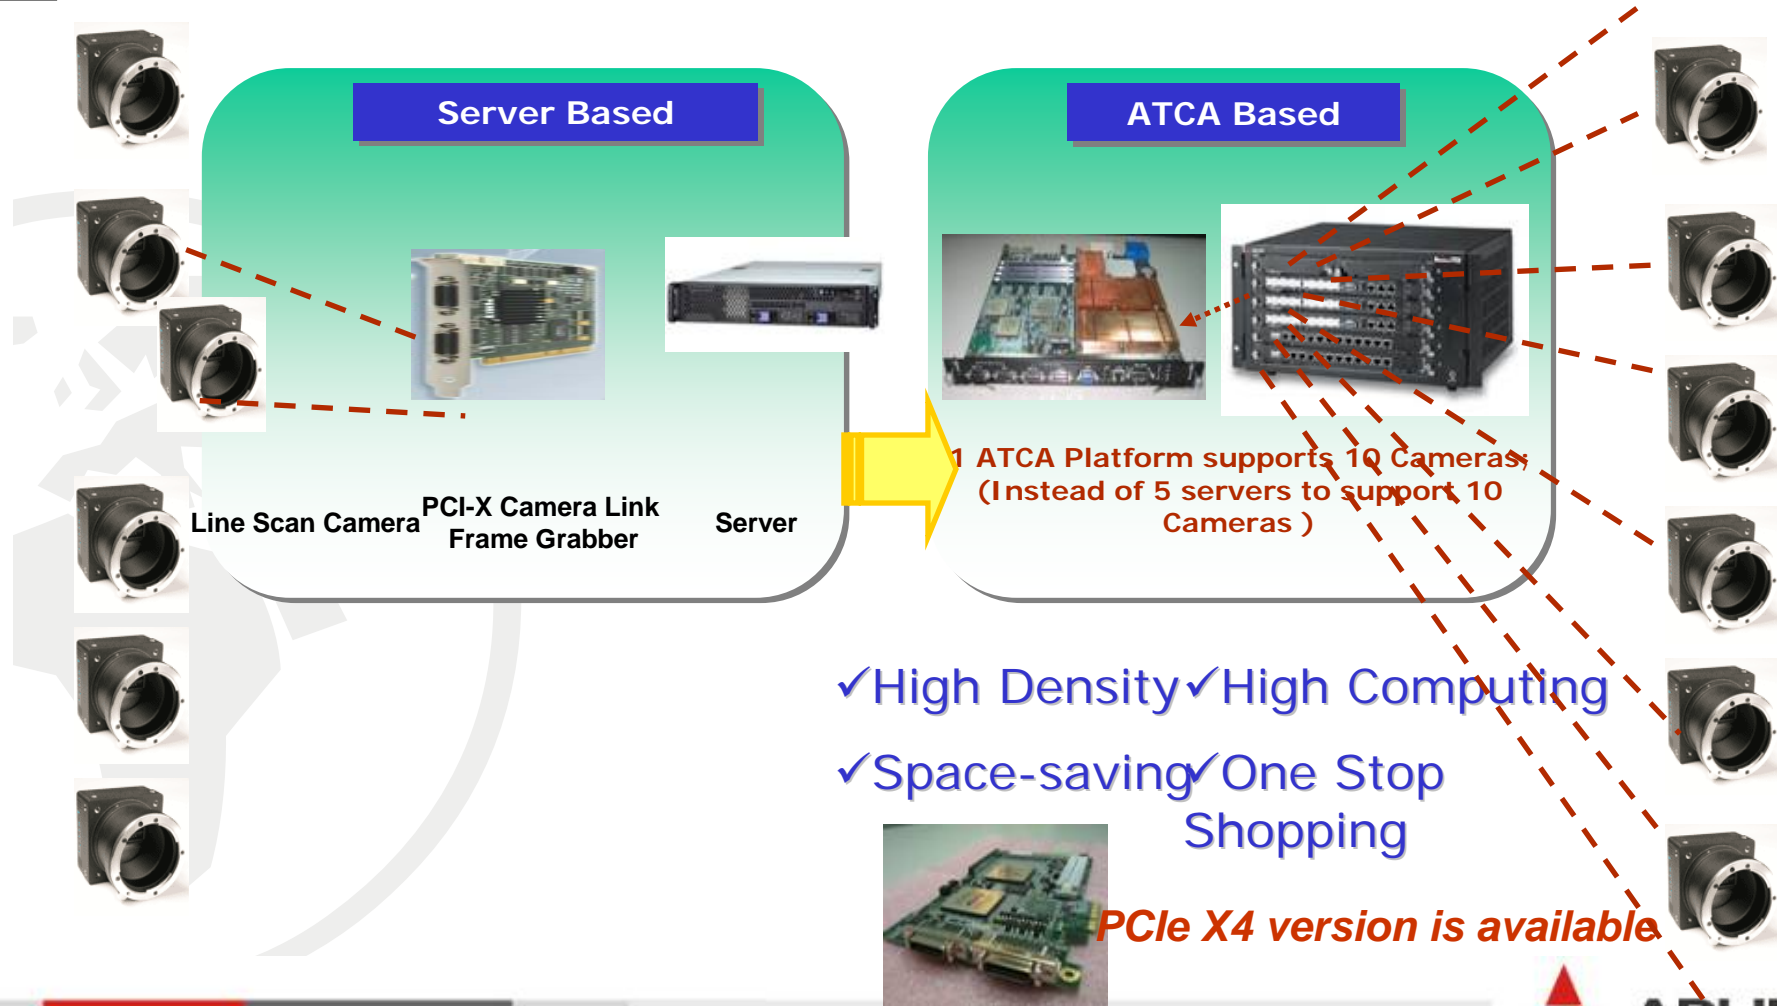 Server Based
ATCA Based
1 ATCA Platform supports 10 Cameras;
(Instead of 5 servers to support 10
Cameras )
Line Scan Camera
PCI-X Camera Link
Frame Grabber
Server
✓High Density
✓High Computing
✓Space-saving
✓One Stop
Shopping
PCIe X4 version is available